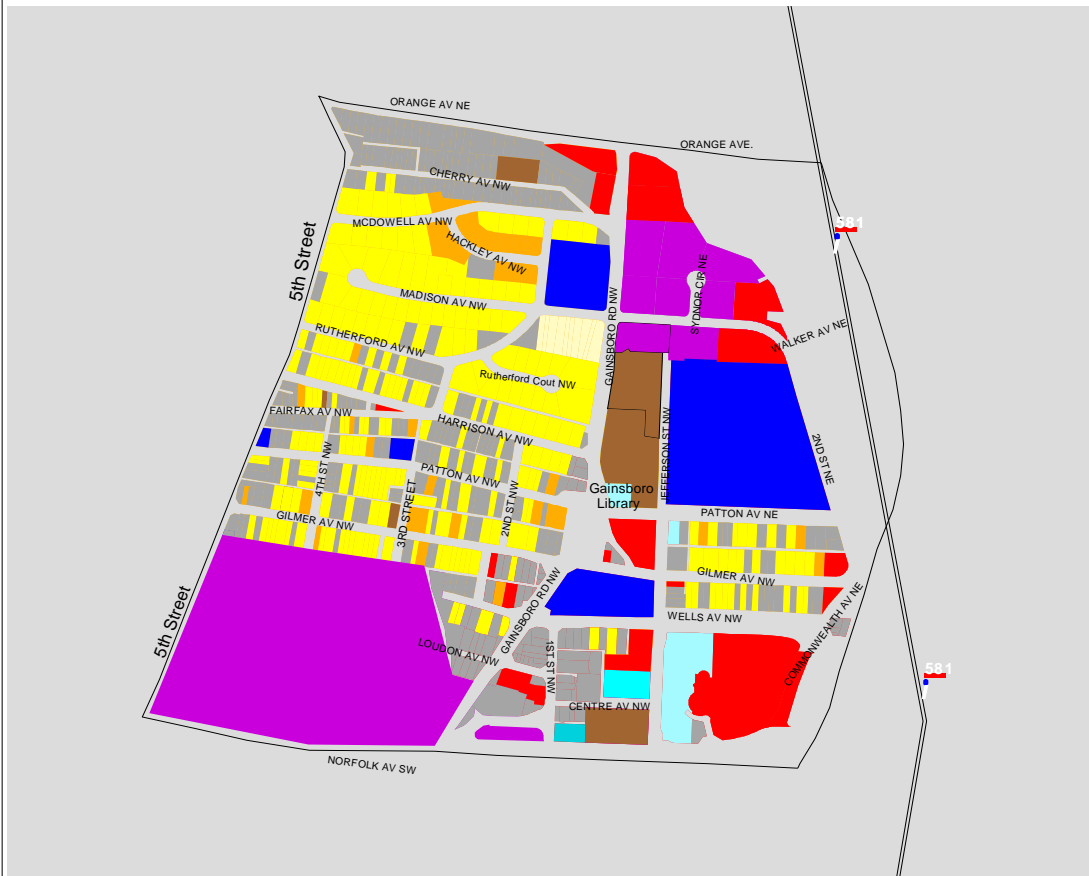 ORANGE AV NE
ORANGE AVE.
CHERRY AV NW
MCDOWELL AV NW
HACKLEY AV NW
5th Street
581
SYDNOR CIR NE
MADISON AV NW
GAINSBORO RD NW
WALKER AV NE
RUTHERFORD AV NW
Rutherford Cout NW
FAIRFAX AV NW
HARRISON AV NW
JEFFERSON ST NW
2ND ST NE
4TH ST NW
PATTON AV NW
3RD STREET
2ND ST NW
Gainsboro
Library
PATTON AV NE
GILMER AV NW
GILMER AV NW
5th Street
GAINSBORO RD NW
WELLS AV NW
COMMONWEALTH AV NE
LOUDON AV NW
1ST ST NW
581
CENTRE AV NW
NORFOLK AV SW